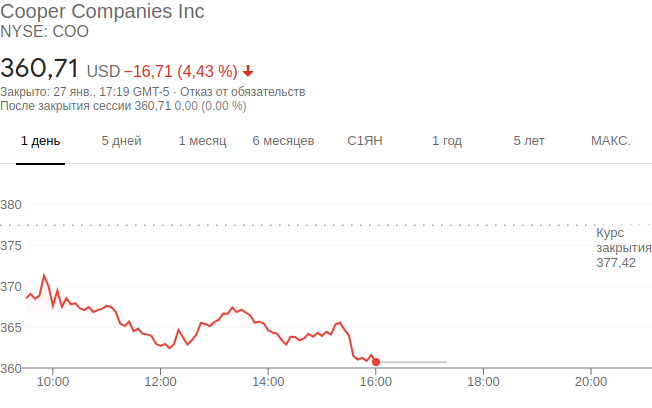 Cooper Companies Inc
NYSE: COO
360,71 USD −16,71 (4,43 %)
Закрыто: 27 янв., 17:19 GMT-5 · Отказ от обязательств
После закрытия сессии 360,71 0,00 (0,00 %)
1 день 5 дней 1 месяц 6 месяцев С1ЯН 1 год 5 лет МАКС.
380
Курс
закрытия
377,42
375
370
365
360
10:00 12:00 14:00 16:00 18:00 20:00